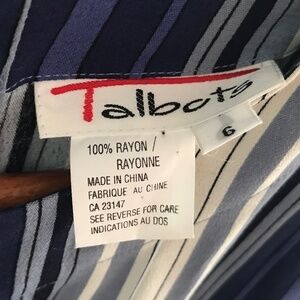 Talbots
6
100% RAYON /
RAYONNE
MADE IN CHINA
FABRIQUE AU CHINE
CA 23147
SEE REVERSE FOR CARE
INDICATIONS AU DOS